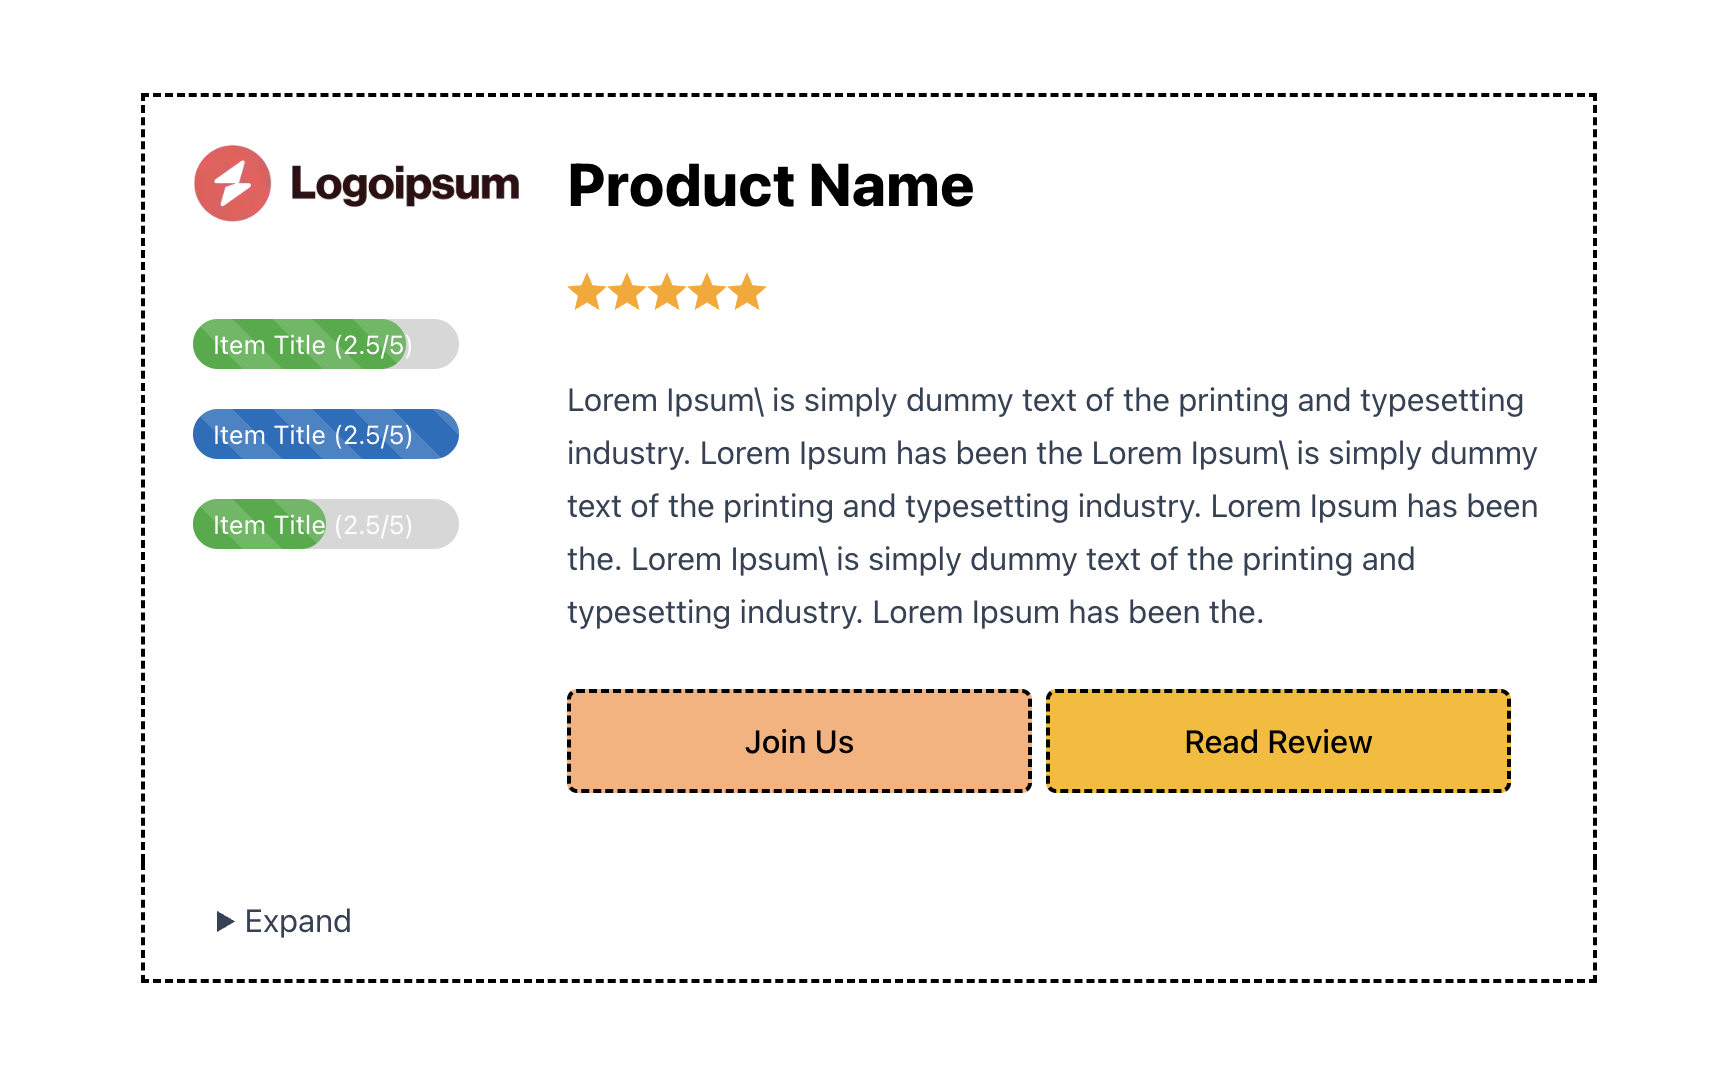 Logoipsum
Product Name
Item Title (2.5/5)
Item Title (2.5/5)
Item Title (2.5/5)
Lorem Ipsum\ is simply dummy text of the printing and typesetting
industry. Lorem Ipsum has been the Lorem Ipsum\ is simply dummy
text of the printing and typesetting industry. Lorem Ipsum has been
the. Lorem Ipsum\ is simply dummy text of the printing and
typesetting industry. Lorem Ipsum has been the.
Join Us
Read Review
Expand